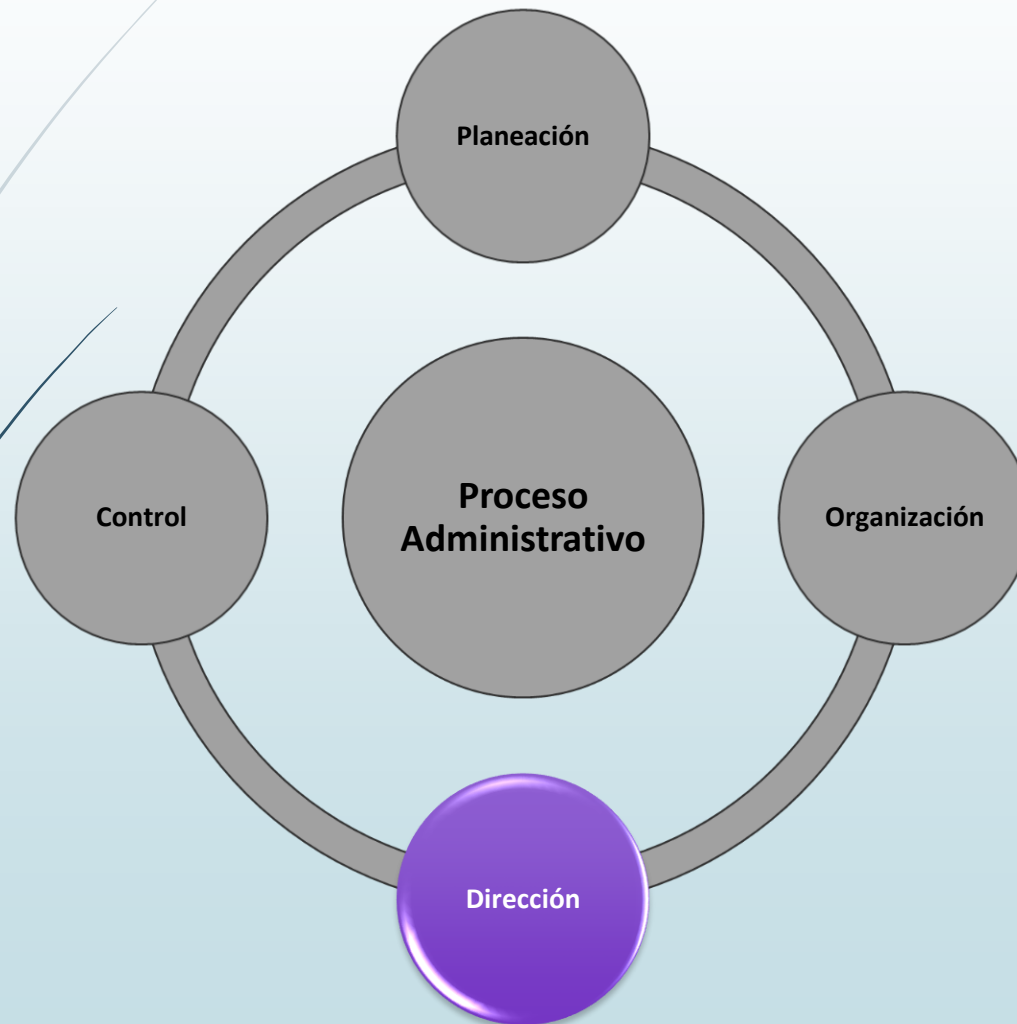 Planeación
Control
Proceso
Administrativo
Organización
Dirección